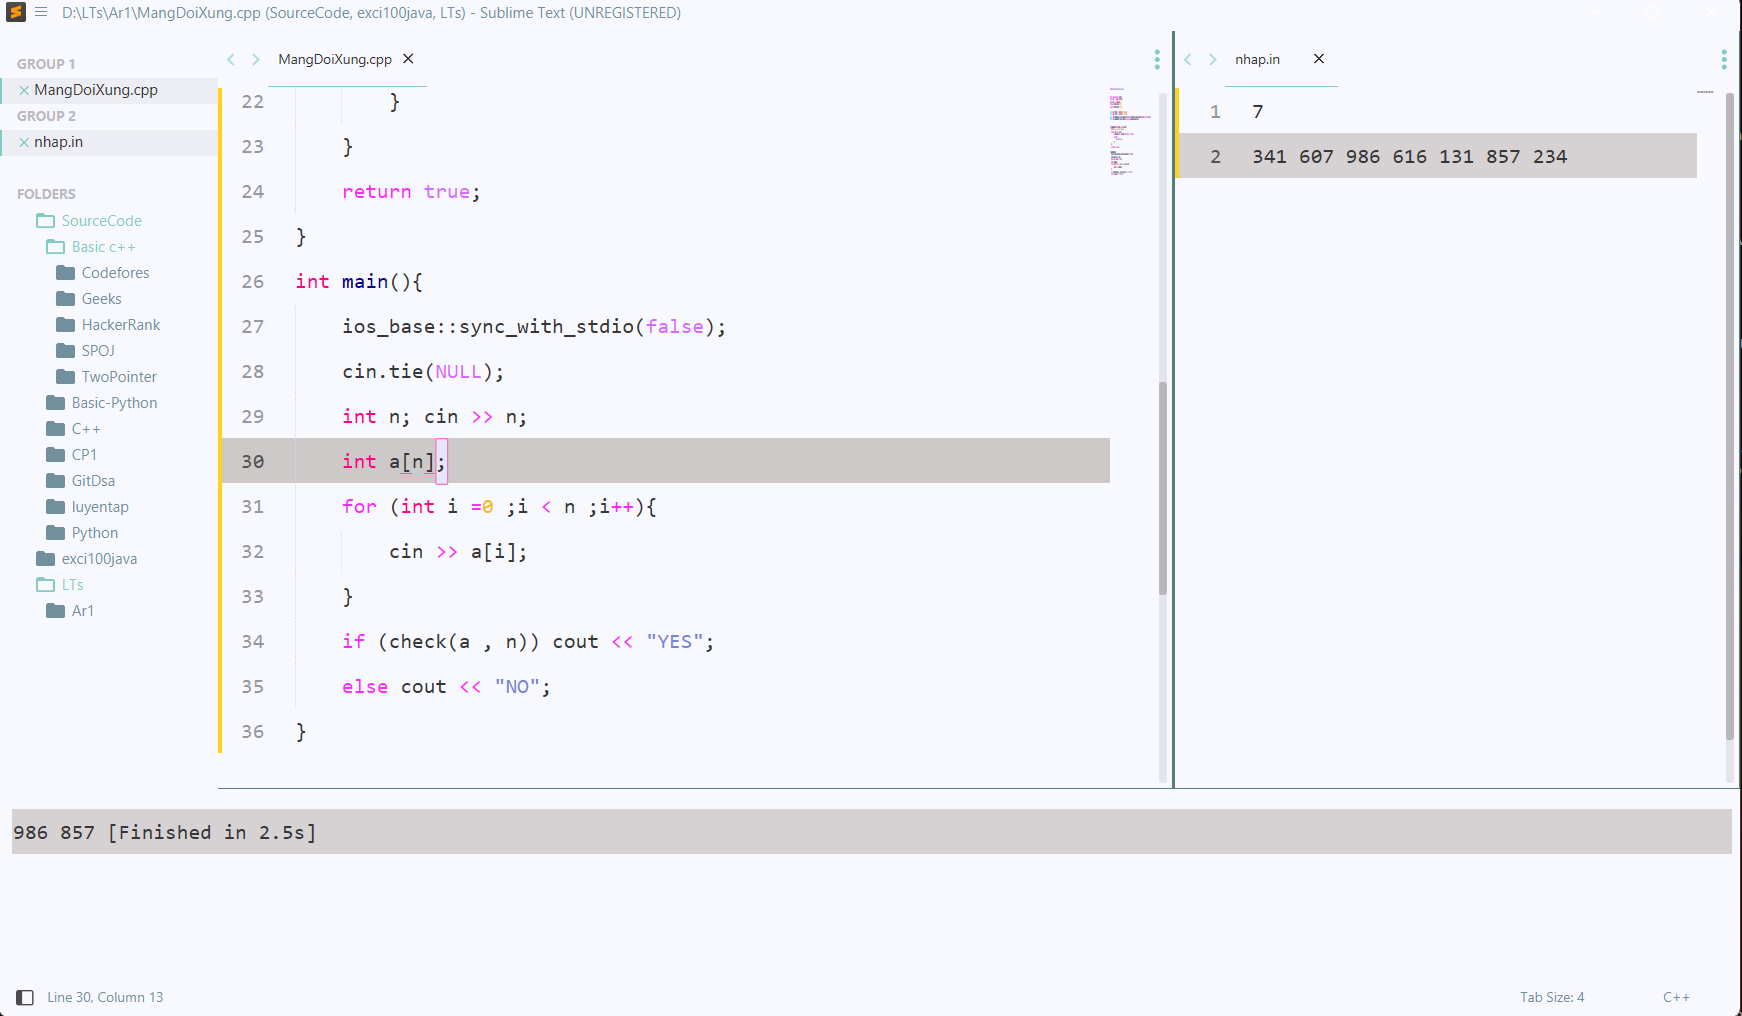 D:\LTs\Ar1\MangDoiXung.cpp (SourceCode, exci100java, LTs) - Sublime Text (UNREGISTERED)
GROUP 1
MangDoiXung.cpp
GROUP 2
nhap.in
FOLDERS
SourceCode
Basic c++
Codefores
Geeks
HackerRank
SPOJ
TwoPointer
Basic-Python
C++
CP1
GitDsa
luyentap
Python
exci100java
LTs
Ar1
MangDoiXung.cpp
22 }
23 }
24 return true;
25 }
26 int main(){
27 ios_base::sync_with_stdio(false);
28 cin.tie(NULL);
29 int n; cin >> n;
30 int a[n];
31 for (int i =0 ;i < n ;i++){
32 cin >> a[i];
33 }
34 if (check(a , n)) cout << "YES";
35 else cout << "NO";
36 }
nhap.in
1 7
2 341 607 986 616 131 857 234
986 857 [Finished in 2.5s]
Line 30, Column 13
Tab Size: 4
C++